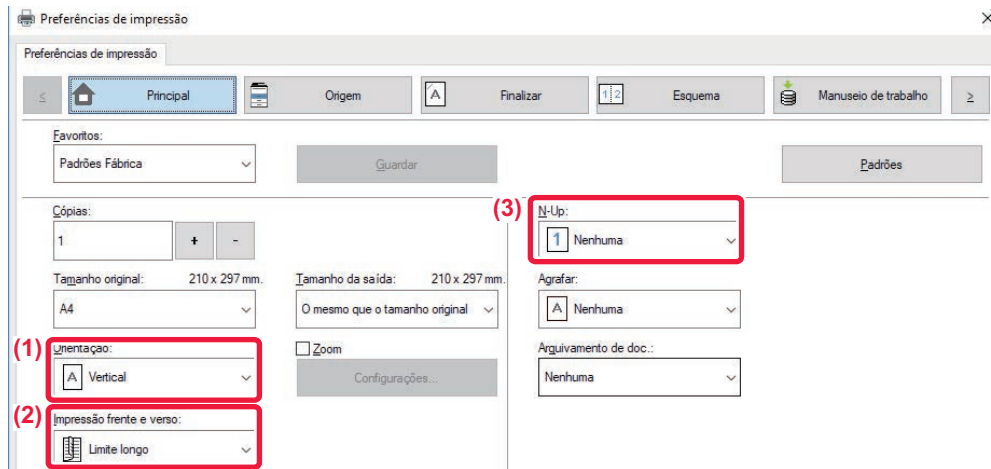 Preferências de impressão
Preferências de impressão
< Principal Origem Finalizar Esquema Manuseio de trabalho >
Favoritos:
Padrões Fábrica Guardar Padrões
Cópias: (3) N-Up:
1 + - 1 Nenhuma
Tamanho original: 210 x 297 mm. Tamanho da saída: 210 x 297 mm. Agrafar:
A4 O mesmo que o tamanho original A Nenhuma
(1) Orientação: Zoom Arquivamento de doc.:
A Vertical Configurações... Nenhuma
(2) Impressão frente e verso:
Limite longo